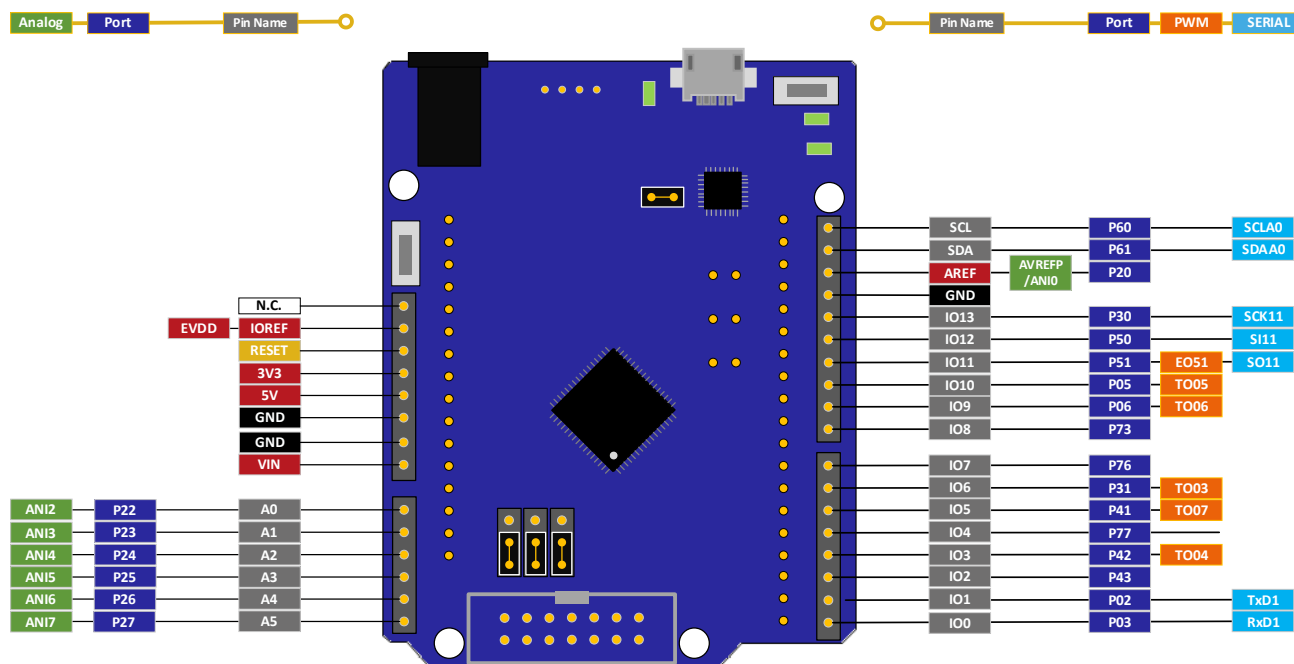 Analog Port Pin Name
Pin Name Port PWM SERIAL
N.C.
EVDD IOREF
RESET
3V3
5V
GND
GND
VIN
ANI2 P22 A0
ANI3 P23 A1
ANI4 P24 A2
ANI5 P25 A3
ANI6 P26 A4
ANI7 P27 A5
SCL P60 SCLA0
SDA P61 SDAA0
AREF AVREFP /ANI0 P20
GND
IO13 P30 SCK11
IO12 P50 SI11
IO11 P51 EO51 SO11
IO10 P05 TO05
IO9 P06 TO06
IO8 P73
IO7 P76
IO6 P31 TO03
IO5 P41 TO07
IO4 P77
IO3 P42 TO04
IO2 P43
IO1 P02 TxD1
IO0 P03 RxD1